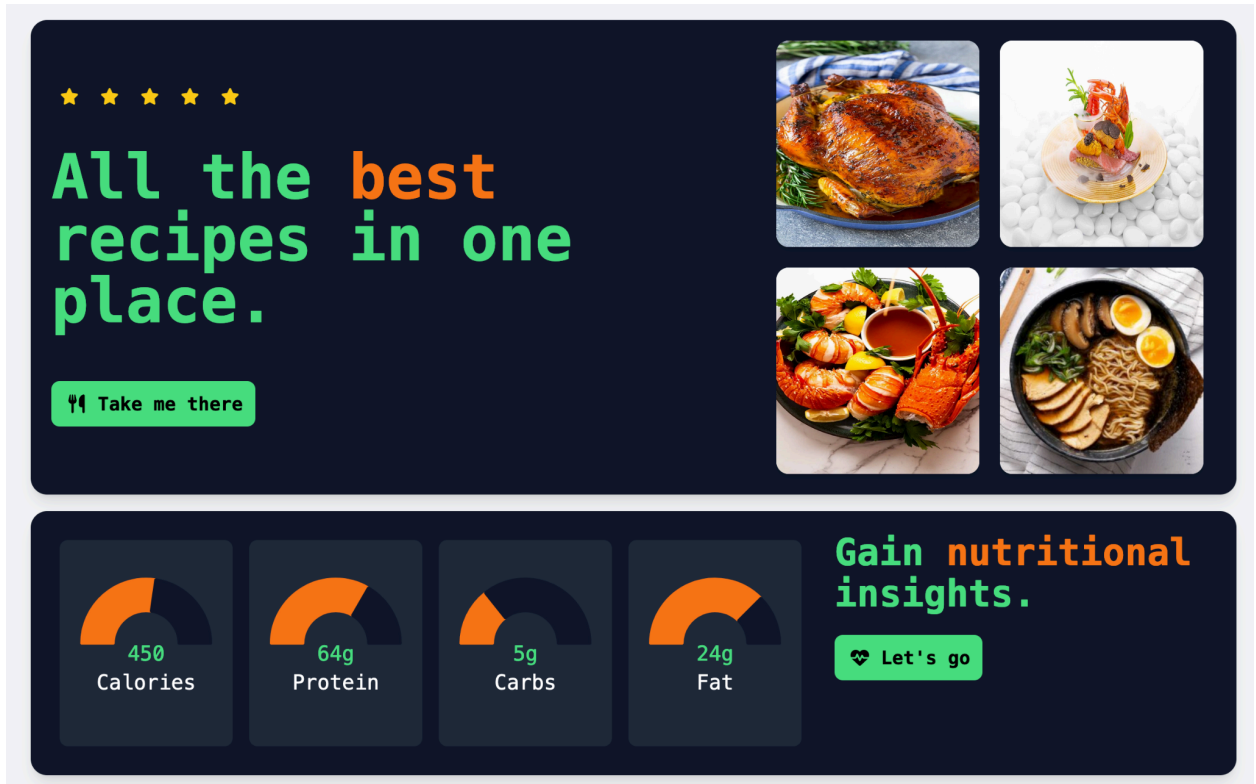 All the best
recipes in one
place.
Take me there
450
Calories
64g
Protein
5g
Carbs
24g
Fat
Gain nutritional
insights.
Let's go